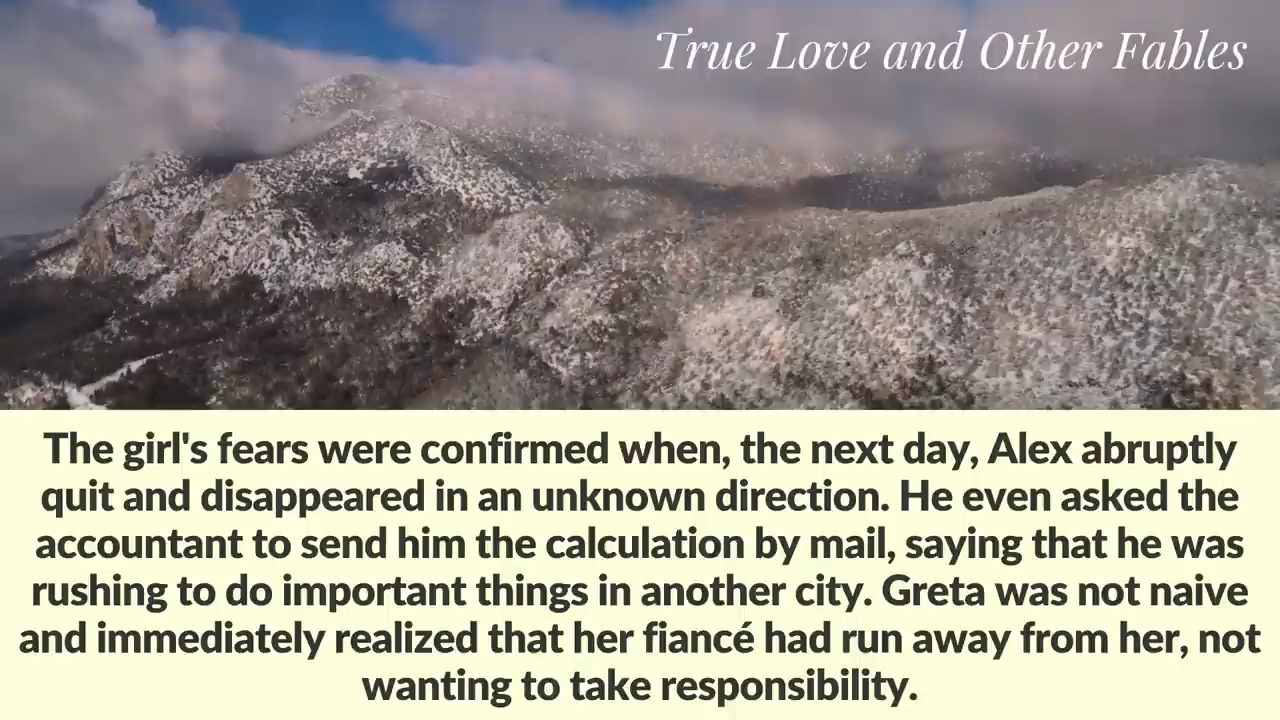 True Love and Other Fables
The girl's fears were confirmed when, the next day, Alex abruptly
quit and disappeared in an unknown direction. He even asked the
accountant to send him the calculation by mail, saying that he was
rushing to do important things in another city. Greta was not naive
and immediately realized that her fiancé had run away from her, not
wanting to take responsibility.